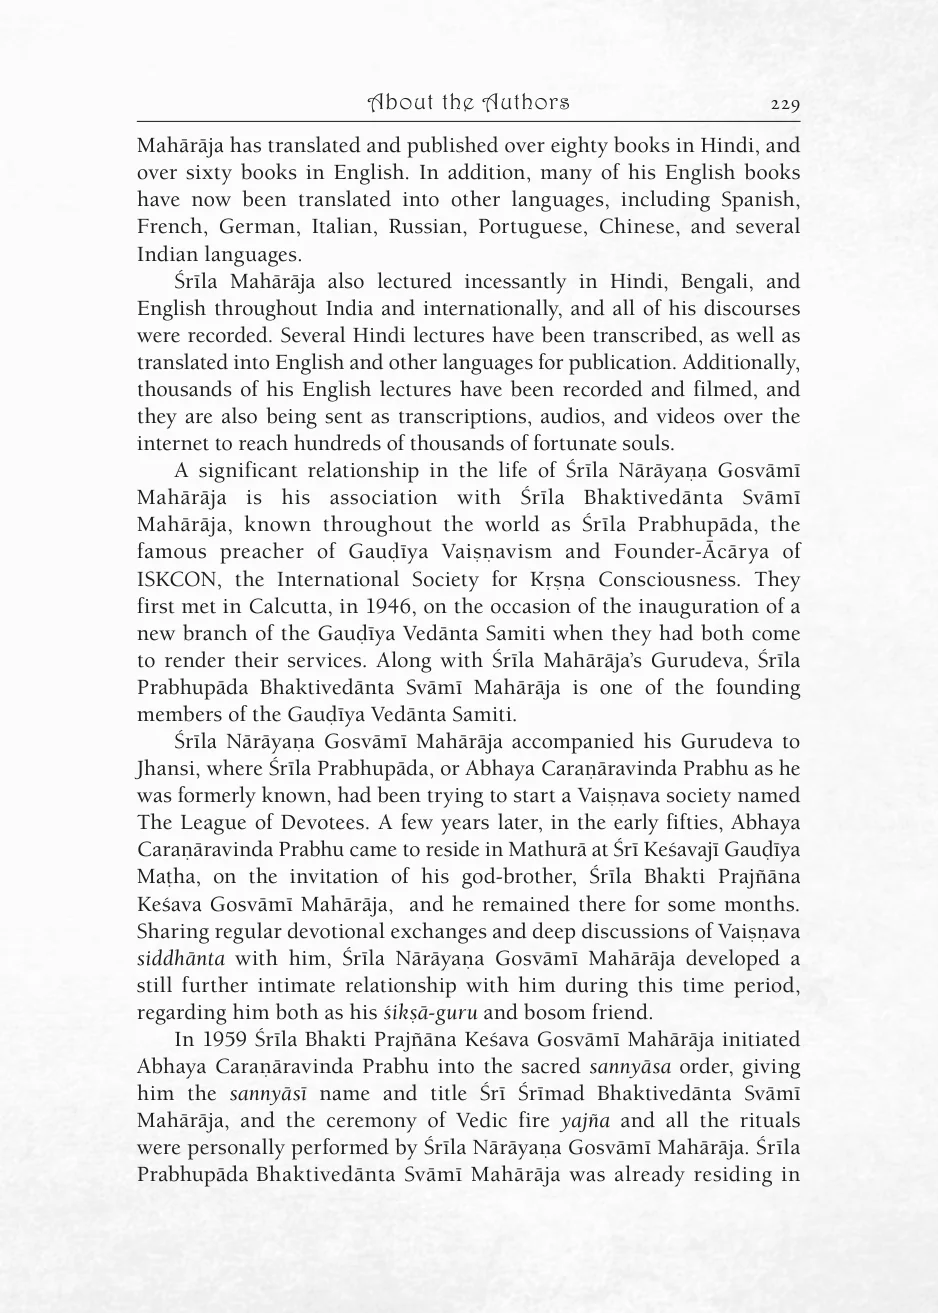 About the Authors 229
Mahārāja has translated and published over eighty books in Hindi, and
over sixty books in English. In addition, many of his English books
have now been translated into other languages, including Spanish,
French, German, Italian, Russian, Portuguese, Chinese, and several
Indian languages.
Śrīla Mahārāja also lectured incessantly in Hindi, Bengali, and
English throughout India and internationally, and all of his discourses
were recorded. Several Hindi lectures have been transcribed, as well as
translated into English and other languages for publication. Additionally,
thousands of his English lectures have been recorded and filmed, and
they are also being sent as transcriptions, audios, and videos over the
internet to reach hundreds of thousands of fortunate souls.
A significant relationship in the life of Śrīla Nārāyaṇa Gosvāmī
Mahārāja is his association with Śrīla Bhaktivedānta Svāmī
Mahārāja, known throughout the world as Śrīla Prabhupāda, the
famous preacher of Gauḍīya Vaiṣṇavism and Founder-Ācārya of
ISKCON, the International Society for Kṛṣṇa Consciousness. They
first met in Calcutta, in 1946, on the occasion of the inauguration of a
new branch of the Gauḍīya Vedānta Samiti when they had both come
to render their services. Along with Śrīla Mahārāja's Gurudeva, Śrīla
Prabhupāda Bhaktivedānta Svāmī Mahārāja is one of the founding
members of the Gauḍīya Vedānta Samiti.
Śrīla Nārāyaṇa Gosvāmī Mahārāja accompanied his Gurudeva to
Jhansi, where Śrīla Prabhupāda, or Abhaya Caraṇāravinda Prabhu as he
was formerly known, had been trying to start a Vaiṣṇava society named
The League of Devotees. A few years later, in the early fifties, Abhaya
Caraṇāravinda Prabhu came to reside in Mathurā at Śrī Keśavajī Gauḍīya
Maṭha, on the invitation of his god-brother, Śrīla Bhakti Prajñāna
Keśava Gosvāmī Mahārāja, and he remained there for some months.
Sharing regular devotional exchanges and deep discussions of Vaiṣṇava
siddhānta with him, Śrīla Nārāyaṇa Gosvāmī Mahārāja developed a
still further intimate relationship with him during this time period,
regarding him both as his śikṣā-guru and bosom friend.
In 1959 Śrīla Bhakti Prajñāna Keśava Gosvāmī Mahārāja initiated
Abhaya Caraṇāravinda Prabhu into the sacred sannyāsa order, giving
him the sannyāsī name and title Śrī Śrīmad Bhaktivedānta Svāmī
Mahārāja, and the ceremony of Vedic fire yajña and all the rituals
were personally performed by Śrīla Nārāyaṇa Gosvāmī Mahārāja. Śrīla
Prabhupāda Bhaktivedānta Svāmī Mahārāja was already residing in